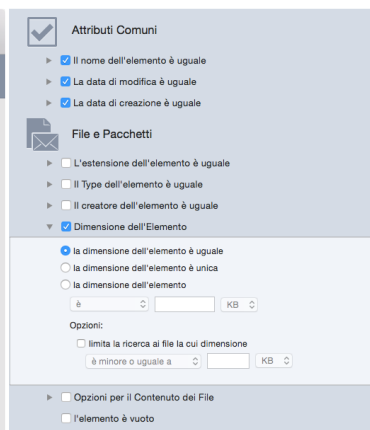 Attributi Comuni
Il nome dell'elemento è uguale
La data di modifica è uguale
La data di creazione è uguale
File e Pacchetti
L'estensione dell'elemento è uguale
Il Type dell'elemento è uguale
Il creatore dell'elemento è uguale
Dimensione dell'Elemento
la dimensione dell'elemento è uguale
la dimensione dell'elemento è unica
la dimensione dell'elemento
è KB
Opzioni:
limita la ricerca ai file la cui dimensione
è minore o uguale a KB
Opzioni per il Contenuto dei File
l'elemento è vuoto